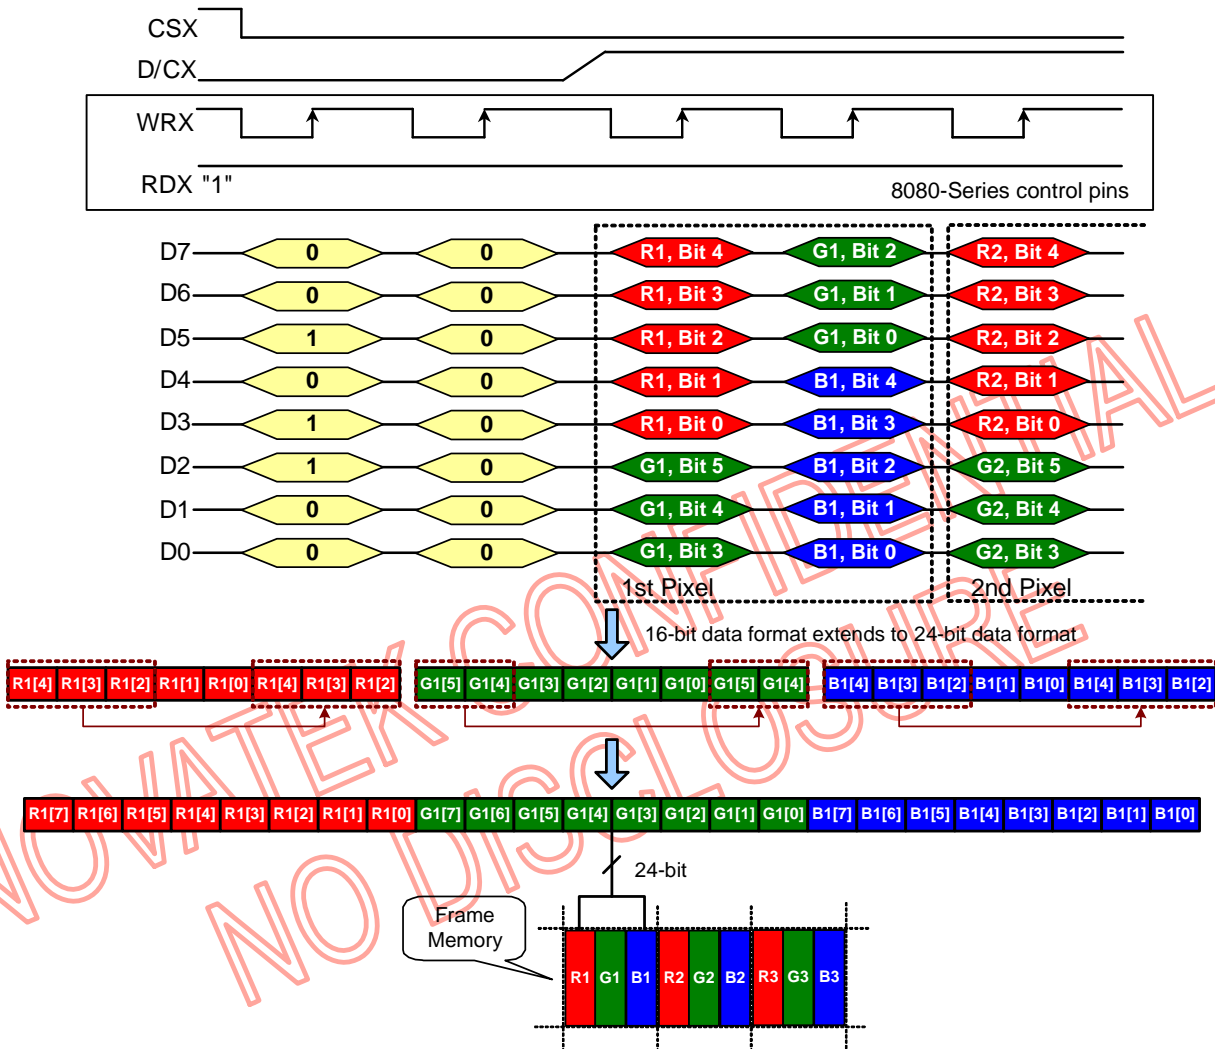 CSX
D/CX
WRX
RDX "1"
8080-Series control pins
D7 0 0 R1, Bit 4 G1, Bit 2 R2, Bit 4
D6 0 0 R1, Bit 3 G1, Bit 1 R2, Bit 3
D5 1 0 R1, Bit 2 G1, Bit 0 R2, Bit 2
D4 0 0 R1, Bit 1 B1, Bit 4 R2, Bit 1
D3 1 0 R1, Bit 0 B1, Bit 3 R2, Bit 0
D2 1 0 G1, Bit 5 B1, Bit 2 G2, Bit 5
D1 0 0 G1, Bit 4 B1, Bit 1 G2, Bit 4
D0 0 0 G1, Bit 3 B1, Bit 0 G2, Bit 3
1st Pixel 2nd Pixel
16-bit data format extends to 24-bit data format
R1[4] R1[3] R1[2] R1[1] R1[0] R1[4] R1[3] R1[2] G1[5] G1[4] G1[3] G1[2] G1[1] G1[0] G1[5] G1[4] B1[4] B1[3] B1[2] B1[1] B1[0] B1[4] B1[3] B1[2]
R1[7] R1[6] R1[5] R1[4] R1[3] R1[2] R1[1] R1[0] G1[7] G1[6] G1[5] G1[4] G1[3] G1[2] G1[1] G1[0] B1[7] B1[6] B1[5] B1[4] B1[3] B1[2] B1[1] B1[0]
24-bit
Frame
Memory
R1 G1 B1 R2 G2 B2 R3 G3 B3
NOVATEK CONFIDENTIAL
NO DISCLOSURE